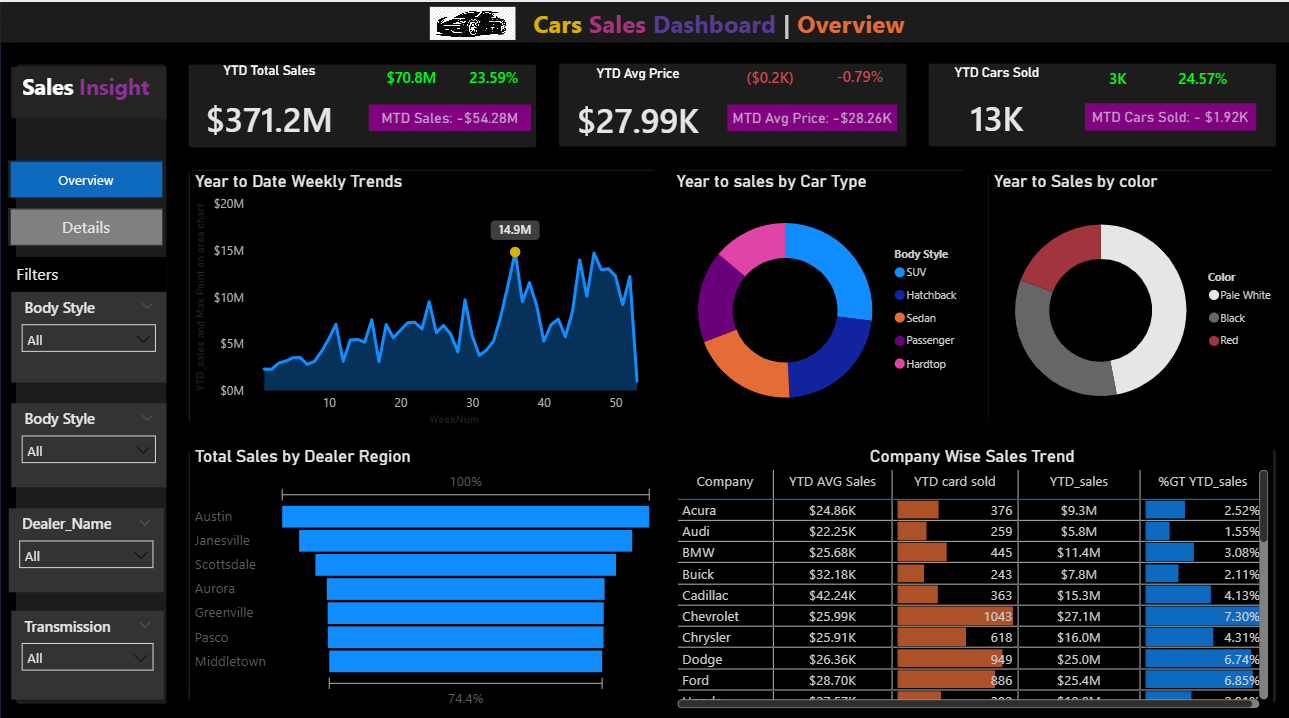 Cars Sales Dashboard | Overview
Sales Insight
Overview
Details
Filters
Body Style
All
Body Style
All
Dealer_Name
All
Transmission
All
YTD Total Sales
$70.8M 23.59%
$371.2M
MTD Sales: -$54.28M
YTD Avg Price
($0.2K) -0.79%
$27.99K
MTD Avg Price: -$28.26K
YTD Cars Sold
3K 24.57%
13K
MTD Cars Sold: - $1.92K
Year to Date Weekly Trends
YTD_sales and Max Point on area chart
$20M
$15M
$10M
$5M
$0M
14.9M
10 20 30 40 50
WeekNum
Year to sales by Car Type
Body Style
SUV
Hatchback
Sedan
Passenger
Hardtop
Year to Sales by color
Color
Pale White
Black
Red
Total Sales by Dealer Region
100%
Austin
Janesville
Scottsdale
Aurora
Greenville
Pasco
Middletown
74.4%
Company Wise Sales Trend
Company YTD AVG Sales YTD card sold YTD_sales %GT YTD_sales
Acura $24.86K 376 $9.3M 2.52%
Audi $22.25K 259 $5.8M 1.55%
BMW $25.68K 445 $11.4M 3.08%
Buick $32.18K 243 $7.8M 2.11%
Cadillac $42.24K 363 $15.3M 4.13%
Chevrolet $25.99K 1043 $27.1M 7.30%
Chrysler $25.91K 618 $16.0M 4.31%
Dodge $26.36K 949 $25.0M 6.74%
Ford $28.70K 886 $25.4M 6.85%